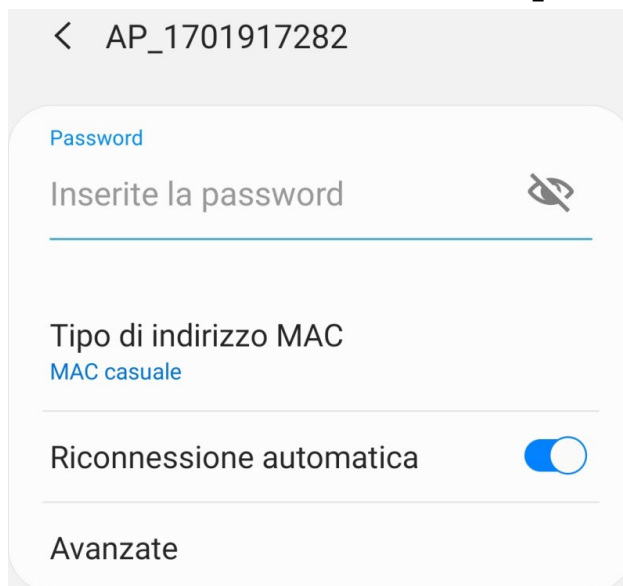 AP_1701917282
Password
Inserite la password
Tipo di indirizzo MAC
MAC casuale
Riconnessione automatica
Avanzate